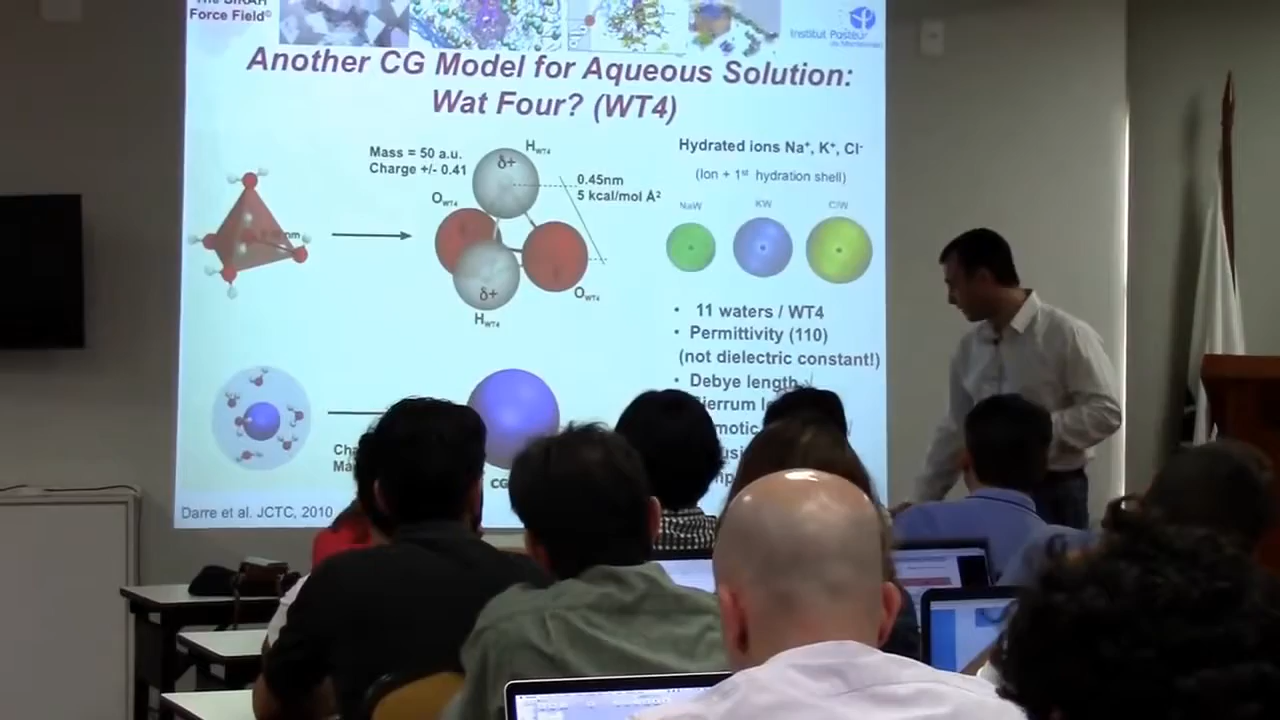 Force Field©
Institut Pasteur
Another CG Model for Aqueous Solution:
Wat Four? (WT4)
Mass = 50 a.u.
Charge +/- 0.41
H WT4
δ+
0.45nm
5 kcal/mol Å²
O WT4
δ+
O WT4
H WT4
Hydrated ions Na⁺, K⁺, Cl⁻
(Ion + 1st hydration shell)
NaW KW ClW
• 11 waters / WT4
• Permittivity (110)
(not dielectric constant!)
• Debye length
CG
Darre et al. JCTC, 2010